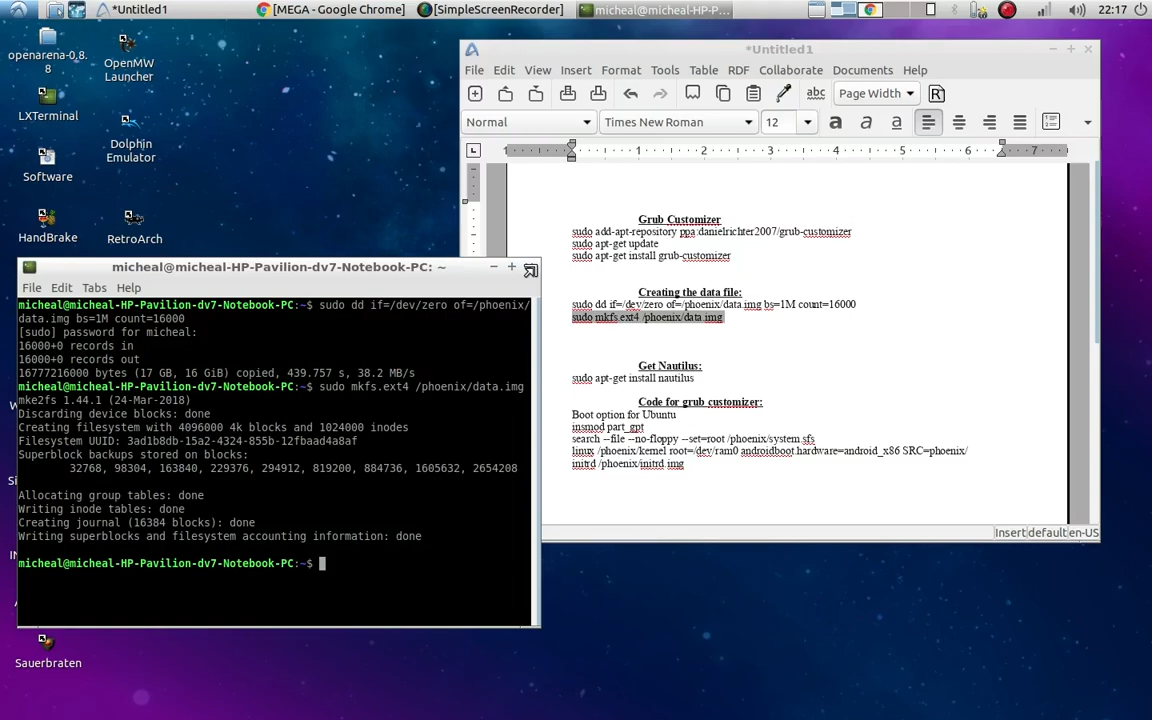 *Untitled1
[MEGA - Google Chrome]
[SimpleScreenRecorder]
micheal@micheal-HP-P...
22:17
openarena-0.8.
8
OpenMW
Launcher
LXTerminal
Dolphin
Emulator
Software
HandBrake
RetroArch
Sauerbraten
*Untitled1
File Edit View Insert Format Tools Table RDF Collaborate Documents Help
abc
Page Width
R
Normal
Times New Roman
12
a a a
1 1 2 3 4 5 6 7
Grub Customizer
sudo add-apt-repository ppa:danielrichter2007/grub-customizer
sudo apt-get update
sudo apt-get install grub-customizer
Creating the data file:
sudo dd if=/dev/zero of=/phoenix/data.img bs=1M count=16000
sudo mkfs.ext4 /phoenix/data.img
Get Nautilus:
sudo apt-get install nautilus
Code for grub customizer:
Boot option for Ubuntu
insmod part_gpt
search --file --no-floppy --set=root /phoenix/system.sfs
linux /phoenix/kernel root=/dev/ram0 androidboot.hardware=android_x86 SRC=phoenix/
initrd /phoenix/initrd.img
Insert default en-US
micheal@micheal-HP-Pavilion-dv7-Notebook-PC: ~
File Edit Tabs Help
micheal@micheal-HP-Pavilion-dv7-Notebook-PC:~$ sudo dd if=/dev/zero of=/phoenix/
data.img bs=1M count=16000
[sudo] password for micheal:
16000+0 records in
16000+0 records out
16777216000 bytes (17 GB, 16 GiB) copied, 439.757 s, 38.2 MB/s
micheal@micheal-HP-Pavilion-dv7-Notebook-PC:~$ sudo mkfs.ext4 /phoenix/data.img
mke2fs 1.44.1 (24-Mar-2018)
Discarding device blocks: done
Creating filesystem with 4096000 4k blocks and 1024000 inodes
Filesystem UUID: 3ad1b8db-15a2-4324-855b-12fbaad4a8af
Superblock backups stored on blocks:
32768, 98304, 163840, 229376, 294912, 819200, 884736, 1605632, 2654208
Allocating group tables: done
Writing inode tables: done
Creating journal (16384 blocks): done
Writing superblocks and filesystem accounting information: done
micheal@micheal-HP-Pavilion-dv7-Notebook-PC:~$